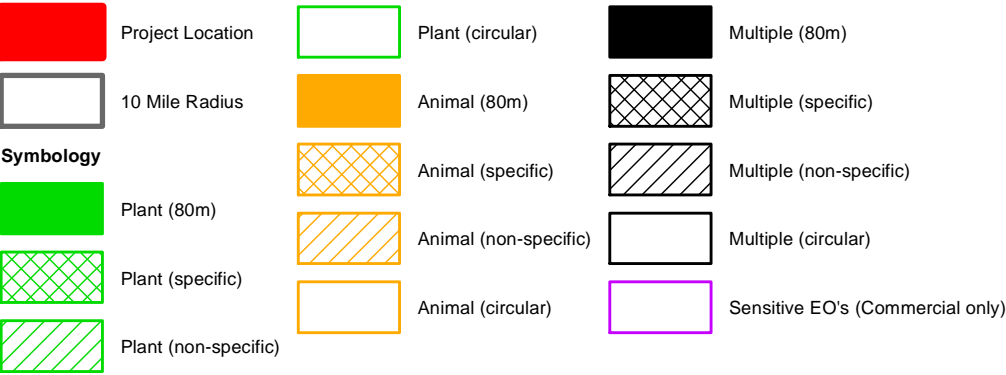 Project Location
10 Mile Radius
Symbology
Plant (80m)
Plant (specific)
Plant (non-specific)
Plant (circular)
Animal (80m)
Animal (specific)
Animal (non-specific)
Animal (circular)
Multiple (80m)
Multiple (specific)
Multiple (non-specific)
Multiple (circular)
Sensitive EO's (Commercial only)